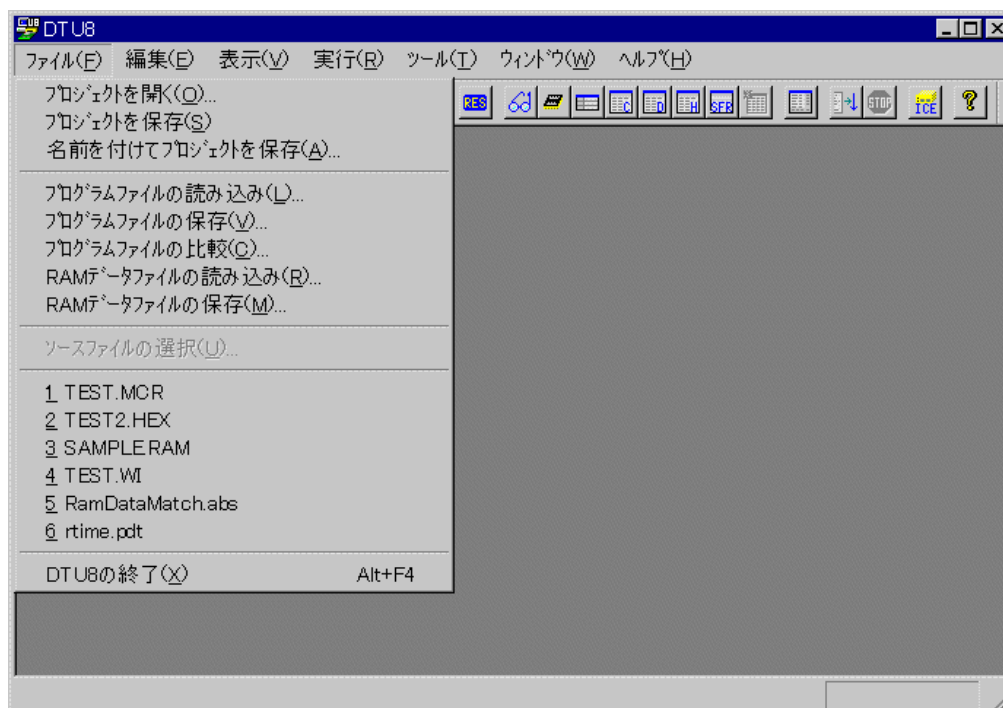 DTU8
ﾌｧｲﾙ(F) 編集(E) 表示(V) 実行(R) ﾂｰﾙ(T) ｳｨﾝﾄﾞｳ(W) ﾍﾙﾌﾟ(H)
RES C D H SFR STOP ICE ?
ﾌﾟﾛｼﾞｪｸﾄを開く(O)...
ﾌﾟﾛｼﾞｪｸﾄを保存(S)
名前を付けてﾌﾟﾛｼﾞｪｸﾄを保存(A)...
ﾌﾟﾛｸﾞﾗﾑﾌｧｲﾙの読み込み(L)...
ﾌﾟﾛｸﾞﾗﾑﾌｧｲﾙの保存(V)...
ﾌﾟﾛｸﾞﾗﾑﾌｧｲﾙの比較(C)...
RAMﾃﾞｰﾀﾌｧｲﾙの読み込み(R)...
RAMﾃﾞｰﾀﾌｧｲﾙの保存(M)...
ｿｰｽﾌｧｲﾙの選択(U)...
1 TEST.MCR
2 TEST2.HEX
3 SAMPLE.RAM
4 TEST.WI
5 RamDataMatch.abs
6 rtime.pdt
DTU8の終了(X) Alt+F4